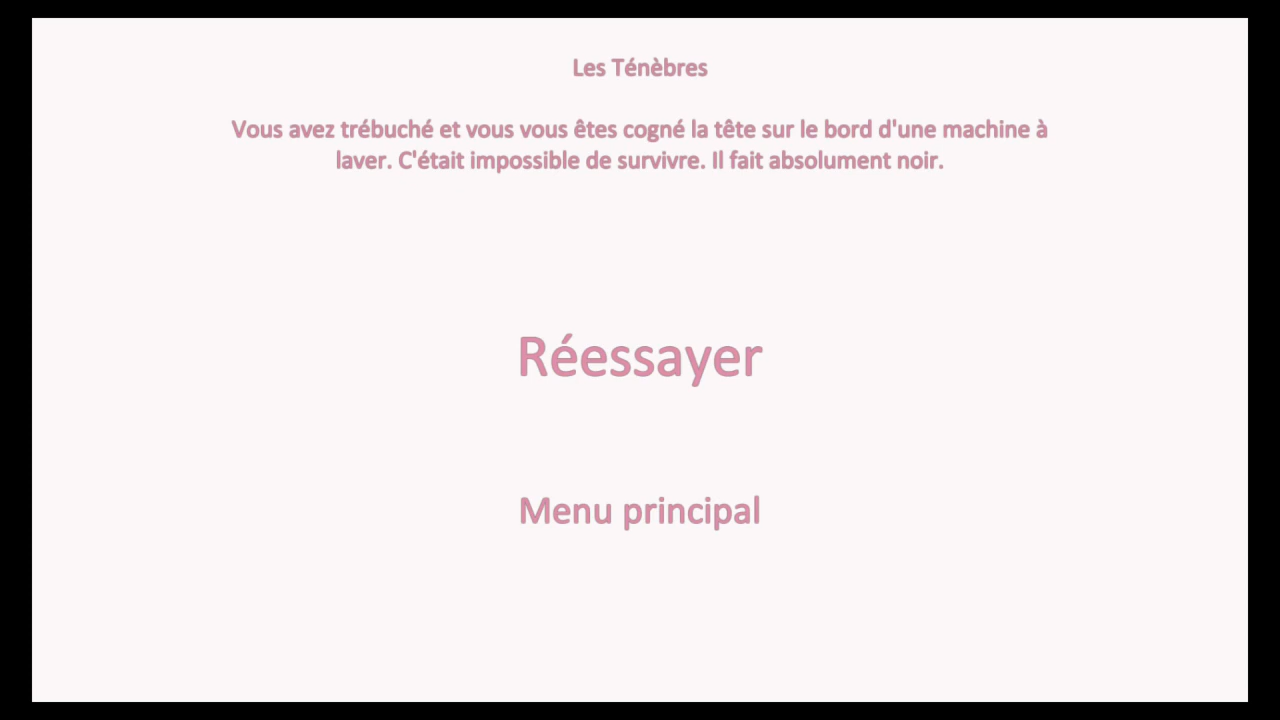 Les Ténèbres
Vous avez trébuché et vous vous êtes cogné la tête sur le bord d'une machine à
laver. C'était impossible de survivre. Il fait absolument noir.
Réessayer
Menu principal